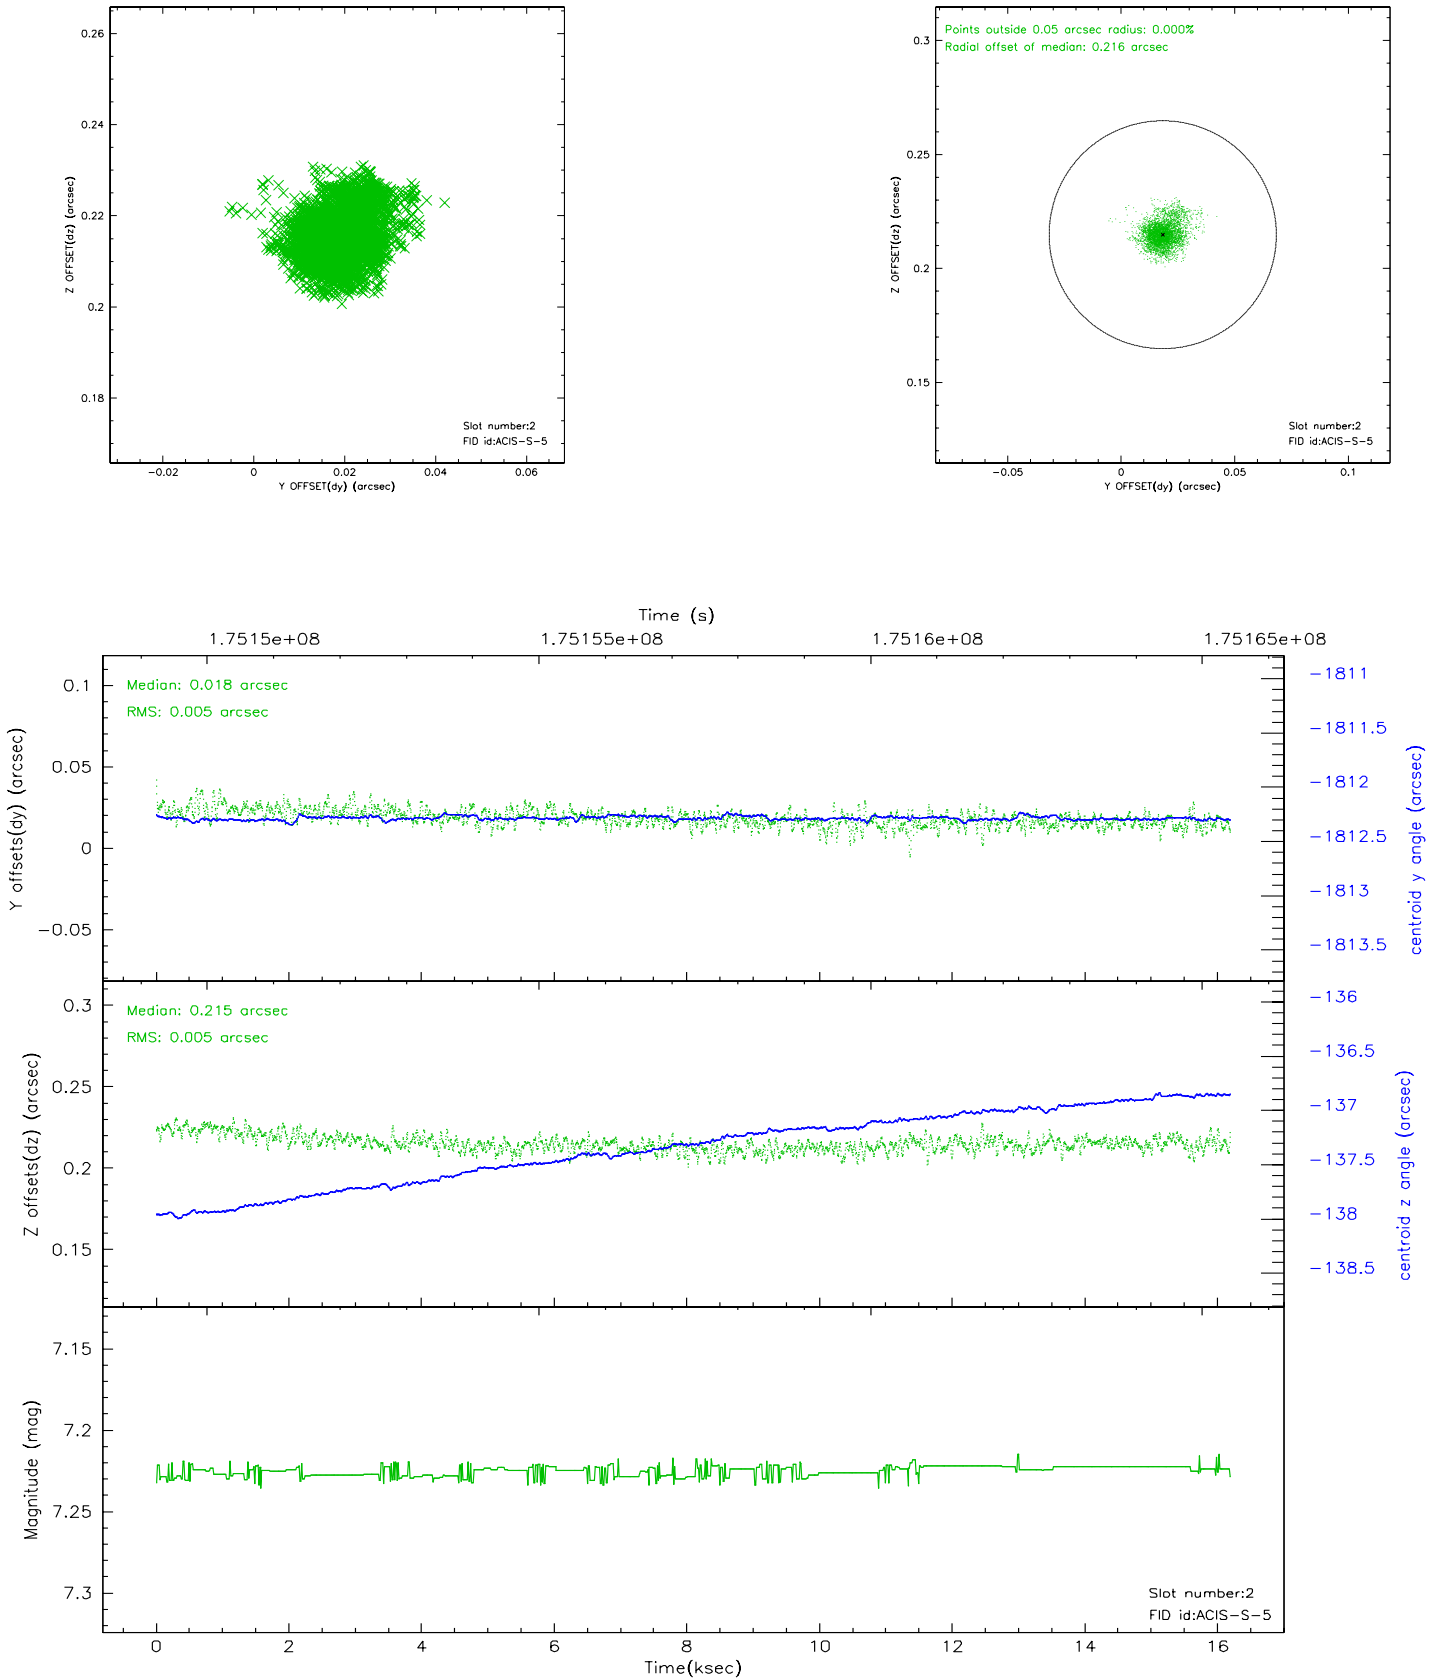 0.26
0.24
0.22
0.2
0.18
Z OFFSET(dz) (arcsec)
Slot number:2
FID id:ACIS-S-5
-0.02 0 0.02 0.04 0.06
Y OFFSET(dy) (arcsec)
Points outside 0.05 arcsec radius: 0.000%
Radial offset of median: 0.216 arcsec
0.3
0.25
0.2
0.15
Z OFFSET(dz) (arcsec)
Slot number:2
FID id:ACIS-S-5
-0.05 0 0.05 0.1
Y OFFSET(dy) (arcsec)
Time (s)
1.7515e+08 1.75155e+08 1.7516e+08 1.75165e+08
Median: 0.018 arcsec
RMS: 0.005 arcsec
0.1
0.05
0
-0.05
Y offsets(dy) (arcsec)
-1811
-1811.5
-1812
-1812.5
-1813
-1813.5
centroid y angle (arcsec)
Median: 0.215 arcsec
RMS: 0.005 arcsec
0.3
0.25
0.2
0.15
Z offsets(dz) (arcsec)
-136
-136.5
-137
-137.5
-138
-138.5
centroid z angle (arcsec)
7.15
7.2
7.25
7.3
Magnitude (mag)
Slot number:2
FID id:ACIS-S-5
0 2 4 6 8 10 12 14 16
Time(ksec)